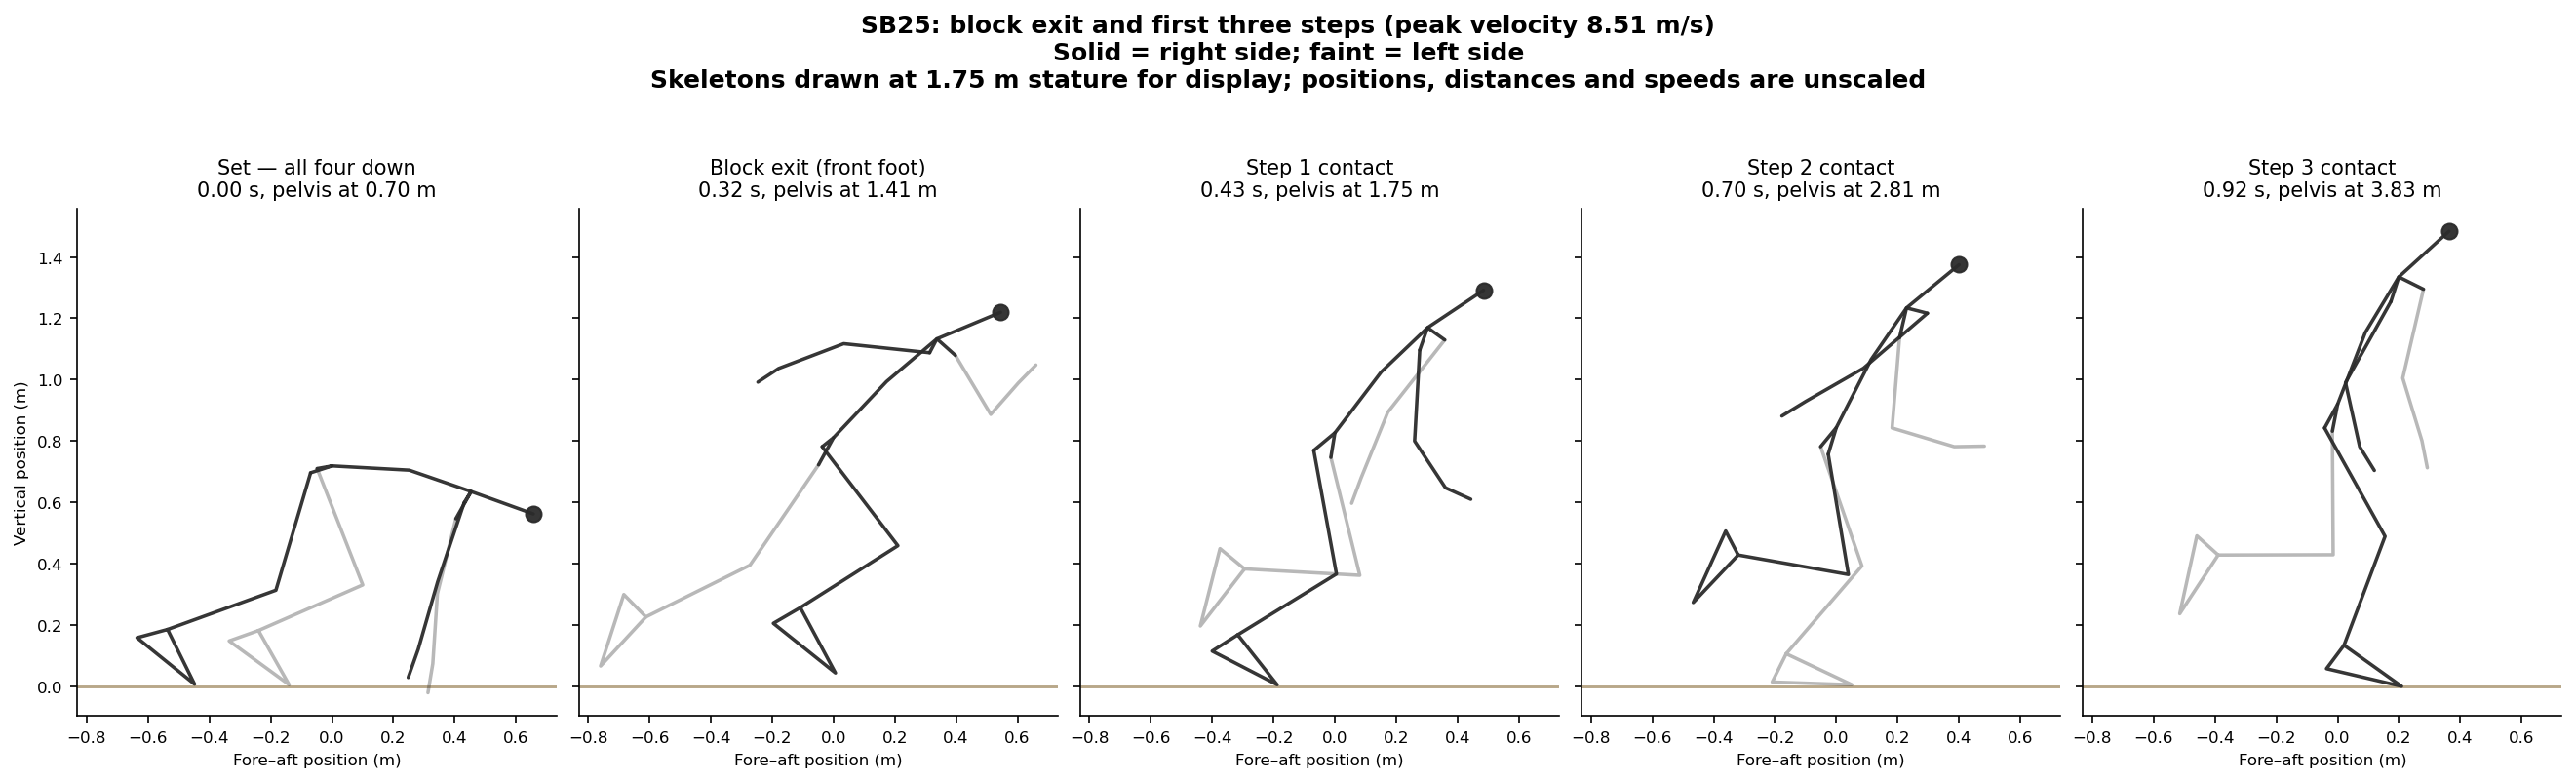 SB25: block exit and first three steps (peak velocity 8.51 m/s)
Solid = right side; faint = left side
Skeletons drawn at 1.75 m stature for display; positions, distances and speeds are unscaled
Set — all four down
0.00 s, pelvis at 0.70 m
Block exit (front foot)
0.32 s, pelvis at 1.41 m
Step 1 contact
0.43 s, pelvis at 1.75 m
Step 2 contact
0.70 s, pelvis at 2.81 m
Step 3 contact
0.92 s, pelvis at 3.83 m
Vertical position (m)
1.4
1.2
1.0
0.8
0.6
0.4
0.2
0.0
−0.8 −0.6 −0.4 −0.2 0.0 0.2 0.4 0.6
Fore–aft position (m)
−0.8 −0.6 −0.4 −0.2 0.0 0.2 0.4 0.6
Fore–aft position (m)
−0.8 −0.6 −0.4 −0.2 0.0 0.2 0.4 0.6
Fore–aft position (m)
−0.8 −0.6 −0.4 −0.2 0.0 0.2 0.4 0.6
Fore–aft position (m)
−0.8 −0.6 −0.4 −0.2 0.0 0.2 0.4 0.6
Fore–aft position (m)